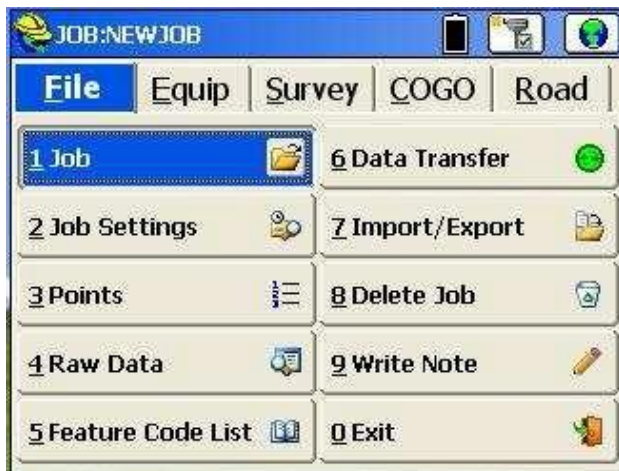 JOB:NEWJOB
File Equip Survey COGO Road
1 Job
6 Data Transfer
2 Job Settings
7 Import/Export
3 Points
8 Delete Job
4 Raw Data
9 Write Note
5 Feature Code List
0 Exit